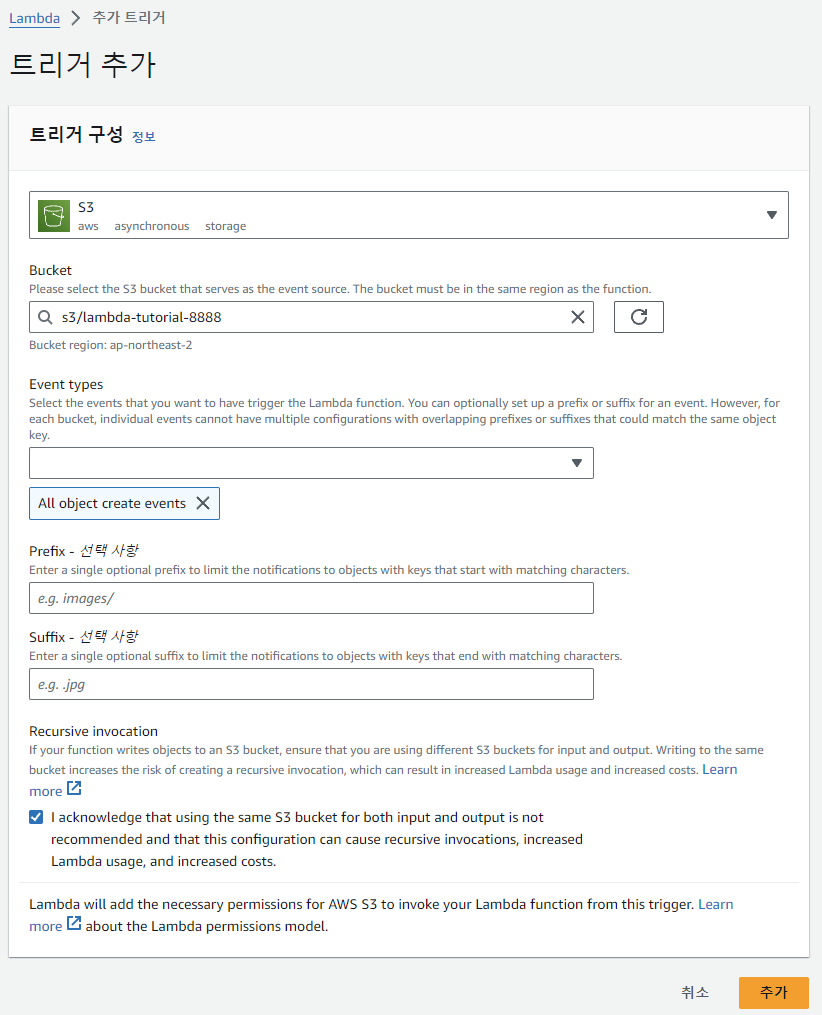 Lambda > 추가 트리거
트리거 추가
트리거 구성 정보
S3
aws asynchronous storage
Bucket
Please select the S3 bucket that serves as the event source. The bucket must be in the same region as the function.
s3/lambda-tutorial-8888
Bucket region: ap-northeast-2
Event types
Select the events that you want to have trigger the Lambda function. You can optionally set up a prefix or suffix for an event. However, for
each bucket, individual events cannot have multiple configurations with overlapping prefixes or suffixes that could match the same object
key.
All object create events
Prefix - 선택 사항
Enter a single optional prefix to limit the notifications to objects with keys that start with matching characters.
e.g. images/
Suffix - 선택 사항
Enter a single optional suffix to limit the notifications to objects with keys that end with matching characters.
e.g. .jpg
Recursive invocation
If your function writes objects to an S3 bucket, ensure that you are using different S3 buckets for input and output. Writing to the same
bucket increases the risk of creating a recursive invocation, which can result in increased Lambda usage and increased costs. Learn
more
I acknowledge that using the same S3 bucket for both input and output is not
recommended and that this configuration can cause recursive invocations, increased
Lambda usage, and increased costs.
Lambda will add the necessary permissions for AWS S3 to invoke your Lambda function from this trigger. Learn
more about the Lambda permissions model.
취소 추가